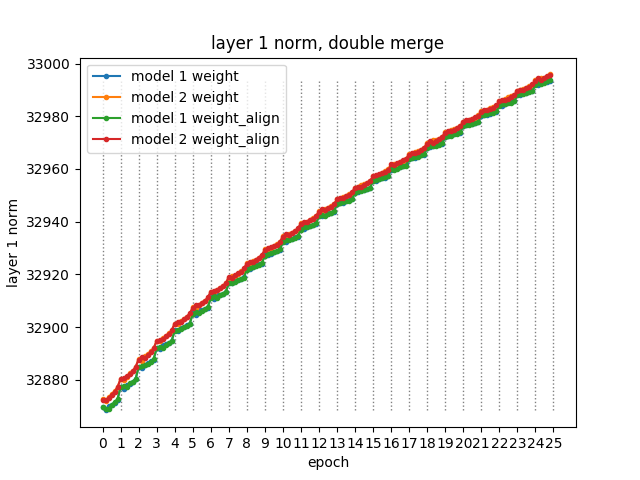 layer 1 norm, double merge
33000
32980
32960
32940
32920
32900
32880
layer 1 norm
model 1 weight
model 2 weight
model 1 weight_align
model 2 weight_align
0 1 2 3 4 5 6 7 8 9 10 11 12 13 14 15 16 17 18 19 20 21 22 23 24 25
epoch